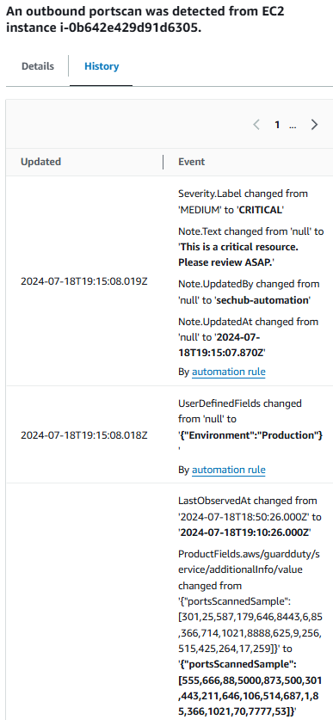 An outbound portscan was detected from EC2
instance i-0b642e429d91d6305.
Details
History
1 ...
Updated
Event
Severity.Label changed from
'MEDIUM' to 'CRITICAL'
Note.Text changed from 'null' to
'This is a critical resource.
Please review ASAP.'
2024-07-18T19:15:08.019Z
Note.UpdatedBy changed from
'null' to 'sechub-automation'
Note.UpdatedAt changed from
'null' to '2024-07-
18T19:15:07.870Z'
By automation rule
UserDefinedFields changed
from 'null' to
2024-07-18T19:15:08.018Z
'{"Environment":"Production"}
'
By automation rule
LastObservedAt changed from
'2024-07-18T18:50:26.000Z' to
'2024-07-18T19:10:26.000Z'
ProductFields.aws/guardduty/s
ervice/additionalInfo/value
changed from
'{"portsScannedSample":
[301,25,587,179,646,8443,6,85
,366,714,1021,8888,625,9,256,
515,425,264,17,259]}' to
'{"portsScannedSample":
[555,666,88,5000,873,500,301
,443,211,646,106,514,687,1,8
5,366,1021,70,7777,53]}'